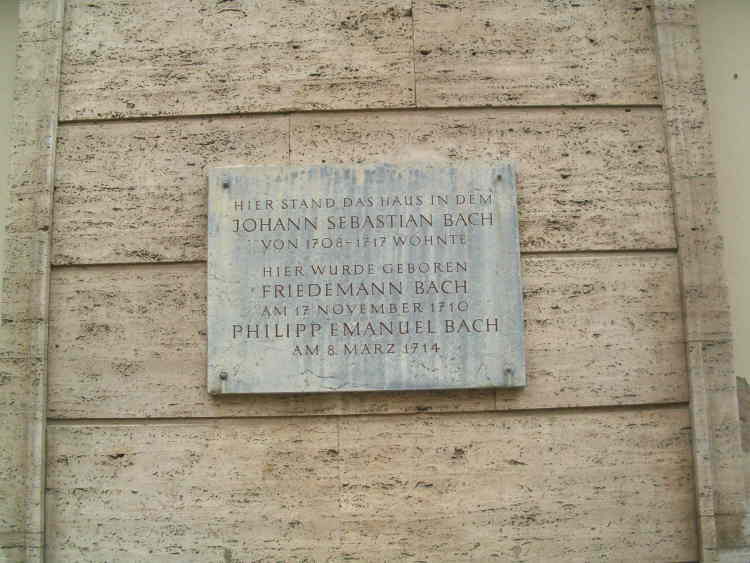 HIER STAND DAS HAUS IN DEM
JOHANN SEBASTIAN BACH
VON 1708-1717 WOHNTE
HIER WURDE GEBOREN
FRIEDEMANN BACH
AM 17 NOVEMBER 1710
PHILIPP EMANUEL BACH
AM 8. MÄRZ 1714